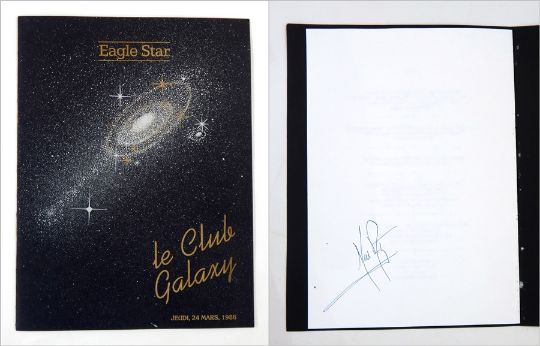 Eagle Star
le Club
Galaxy
JEUDI, 24 MARS, 1988